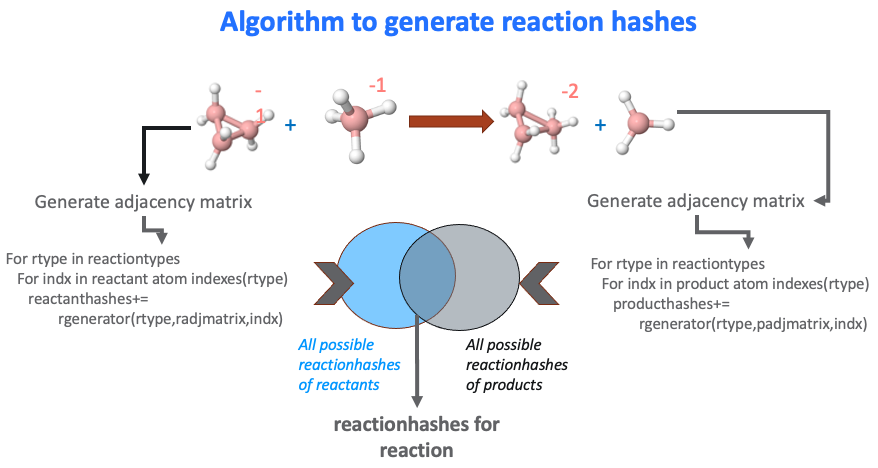 Algorithm to generate reaction hashes
-
1
+
-1
-2
+
Generate adjacency matrix
For rtype in reactiontypes
For indx in reactant atom indexes(rtype)
reactanthashes+=
rgenerator(rtype,radjmatrix,indx)
Generate adjacency matrix
For rtype in reactiontypes
For indx in product atom indexes(rtype)
producthashes+=
rgenerator(rtype,padjmatrix,indx)
All possible
reactionhashes
of reactants
All possible
reactionhashes
of products
reactionhashes for
reaction